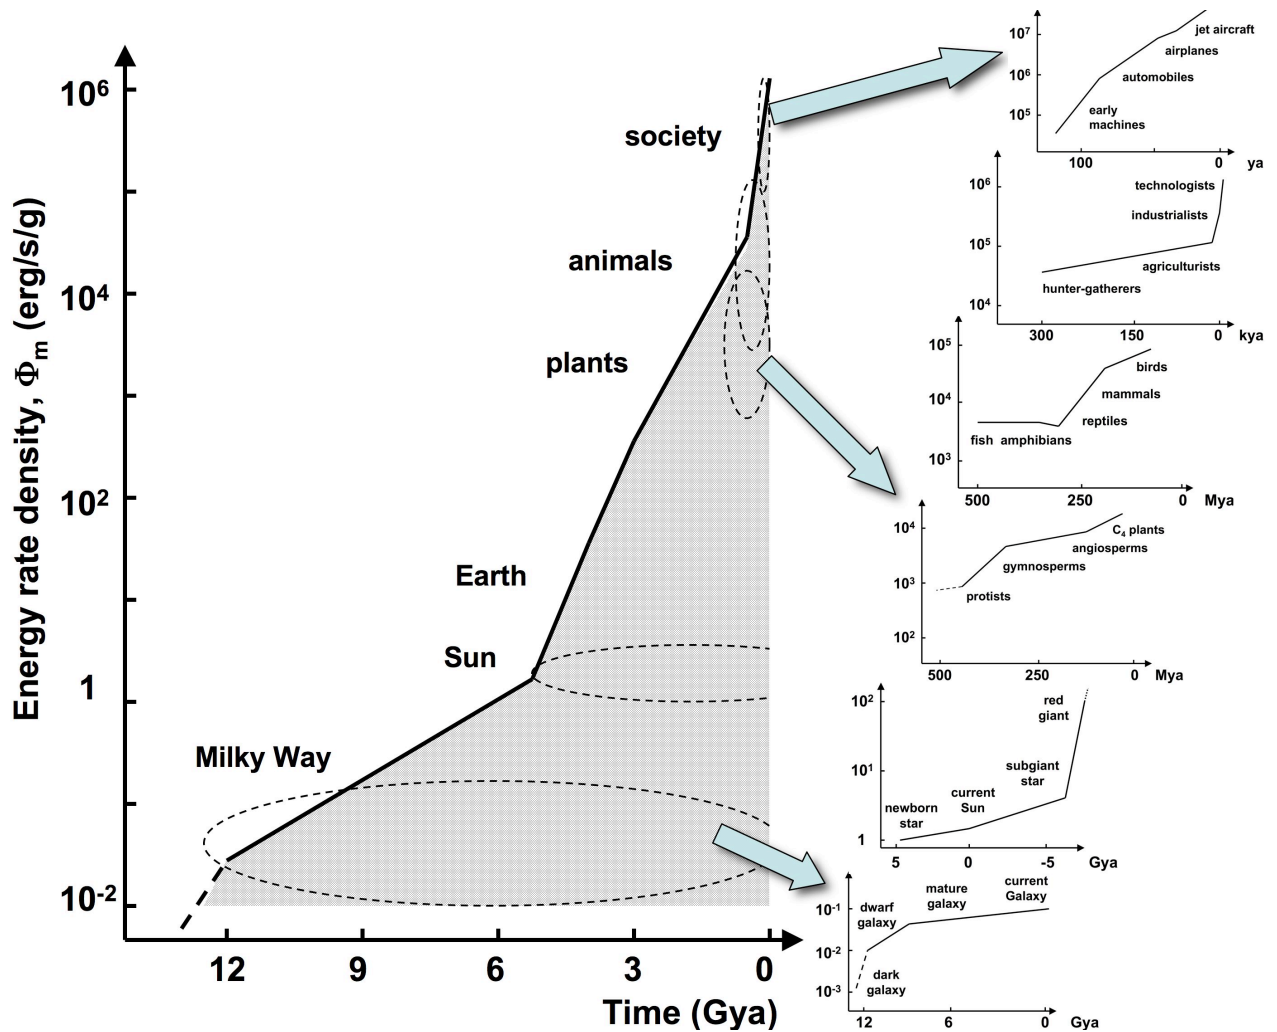 Energy rate density, Φm (erg/s/g)
10⁶
10⁴
10²
1
10⁻²
society
animals
plants
Earth
Sun
Milky Way
12 9 6 3 0
Time (Gya)
10⁷
10⁶
10⁵
jet aircraft
airplanes
automobiles
early
machines
100 0 ya
10⁶
10⁵
10⁴
technologists
industrialists
agriculturists
hunter-gatherers
300 150 0 kya
10⁵
10⁴
10³
birds
mammals
reptiles
fish amphibians
500 250 0 Mya
10⁴
10³
10²
C₄ plants
angiosperms
gymnosperms
protists
500 250 0 Mya
10²
10¹
1
red
giant
subgiant
star
current
Sun
newborn
star
5 0 -5 Gya
10⁻¹
10⁻²
10⁻³
current
Galaxy
mature
galaxy
dwarf
galaxy
dark
galaxy
12 6 0 Gya